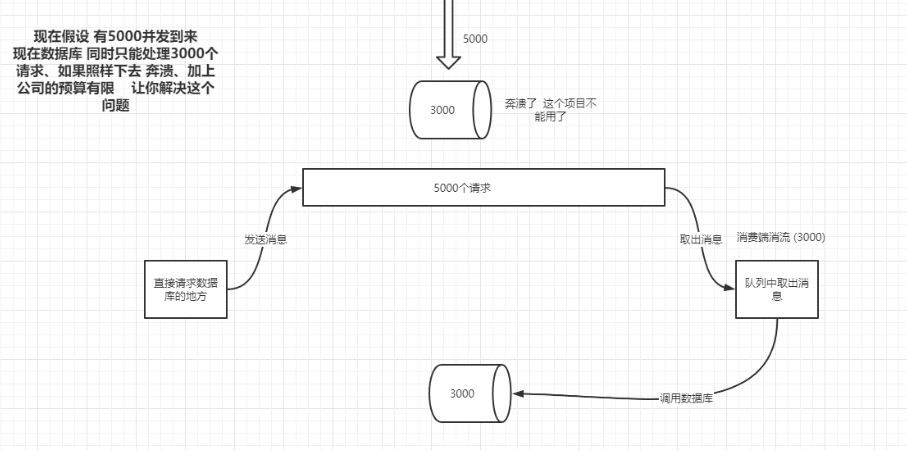 现在假设 有5000并发到来
现在数据库 同时只能处理3000个
请求、如果照样下去 奔溃、加上
公司的预算有限 让你解决这个
问题
5000
3000
奔溃了 这个项目不
能用了
5000个请求
发送消息
取出消息
消费端消流 (3000)
直接请求数据
库的地方
队列中取出消
息
3000
调用数据库